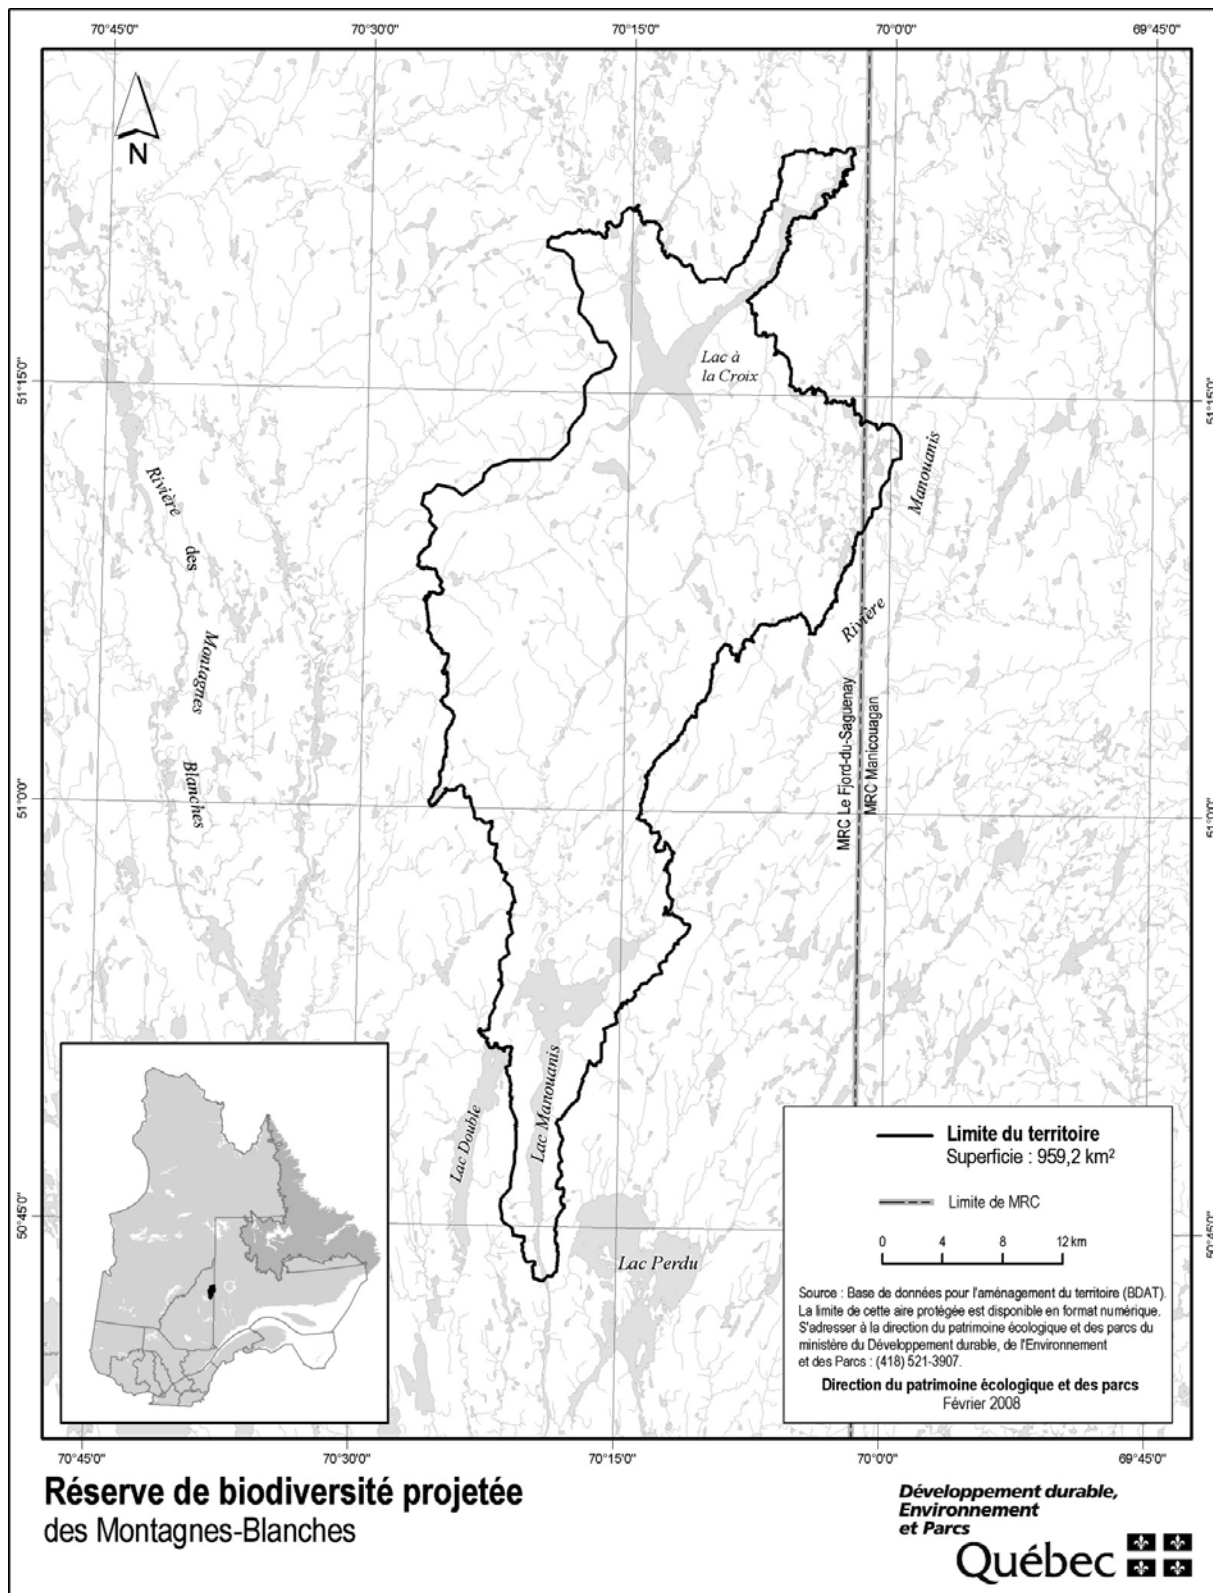 70°45'0"
70°30'0"
70°15'0"
70°0'0"
69°45'0"
N
51°15'0"
51°15'0"
Lac à
la Croix
Rivière
des
Montagnes
Blanches
Manouanis
Rivière
MRC Le Fjord-du-Saguenay
MRC Manicouagan
51°0'0"
51°0'0"
Lac Double
Lac Manouanis
Lac Perdu
50°45'0"
50°45'0"
Limite du territoire
Superficie : 959,2 km²
Limite de MRC
0 4 8 12 km
Source : Base de données pour l'aménagement du territoire (BDAT).
La limite de cette aire protégée est disponible en format numérique.
S'adresser à la direction du patrimoine écologique et des parcs du
ministère du Développement durable, de l'Environnement
et des Parcs : (418) 521-3907.
Direction du patrimoine écologique et des parcs
Février 2008
70°45'0"
70°30'0"
70°15'0"
70°0'0"
69°45'0"
Réserve de biodiversité projetée
des Montagnes-Blanches
Développement durable,
Environnement
et Parcs
Québec